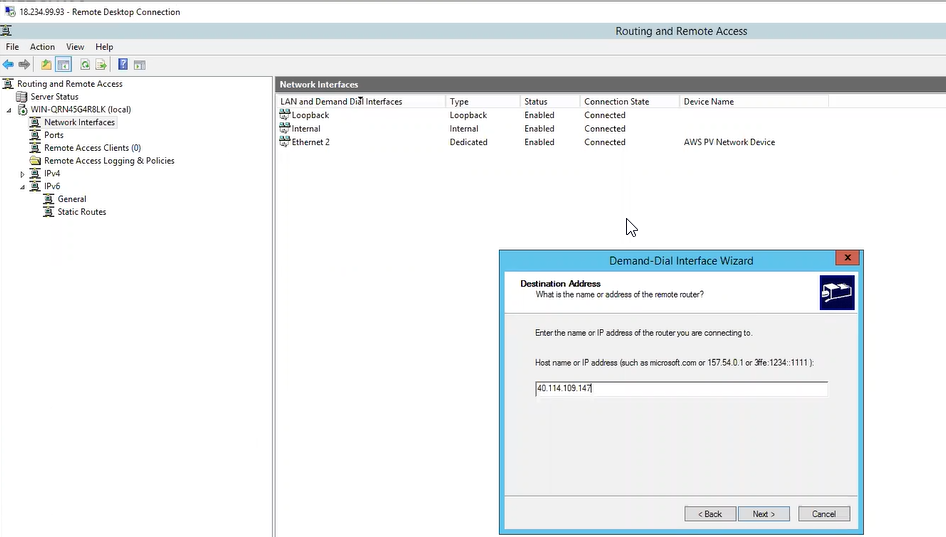 18.234.99.93 - Remote Desktop Connection
Routing and Remote Access
File Action View Help
Routing and Remote Access
Server Status
WIN-QRN45G4R8LK (local)
Network Interfaces
Ports
Remote Access Clients (0)
Remote Access Logging & Policies
IPv4
IPv6
General
Static Routes
Network Interfaces
LAN and Demand Dial Interfaces Type Status Connection State Device Name
Loopback Loopback Enabled Connected
Internal Internal Enabled Connected
Ethernet 2 Dedicated Enabled Connected AWS PV Network Device
Demand-Dial Interface Wizard
Destination Address
What is the name or address of the remote router?
Enter the name or IP address of the router you are connecting to.
Host name or IP address (such as microsoft.com or 157.54.0.1 or 3ffe:1234::1111 ):
40.114.109.147
< Back Next > Cancel